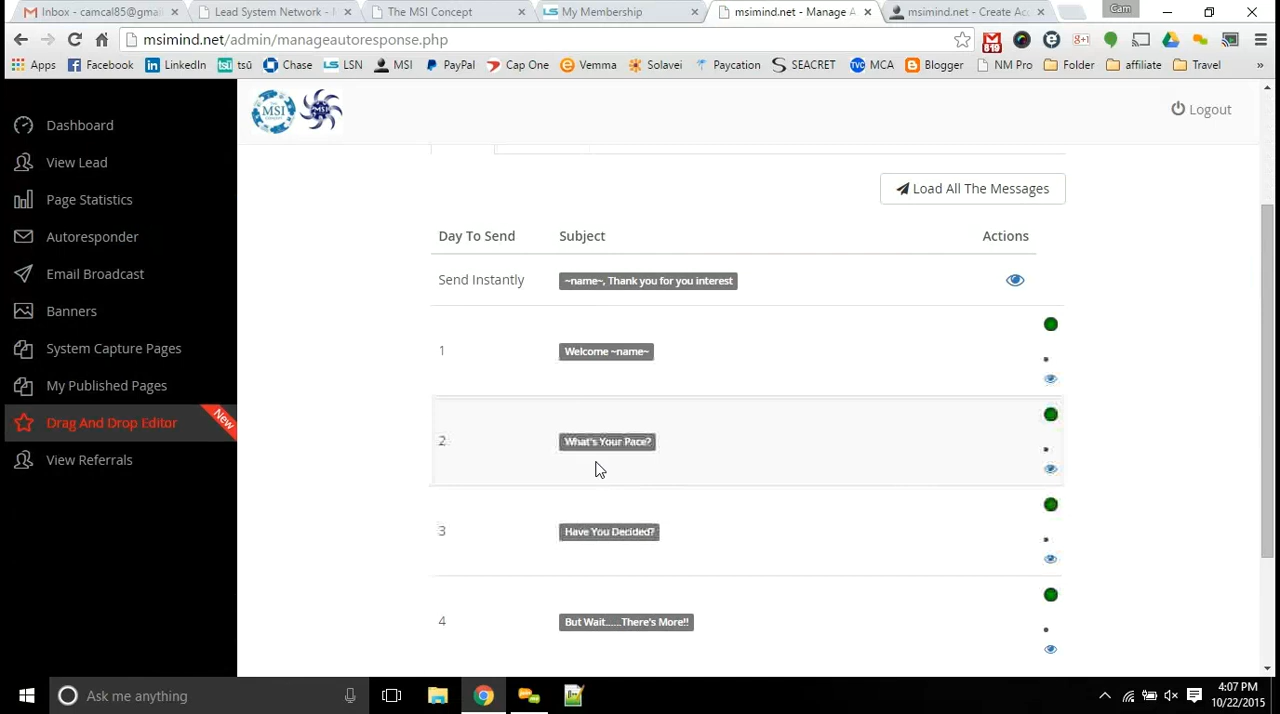 Inbox - camcal85@gmai
Lead System Network -
The MSI Concept
My Membership
msimind.net - Manage A
msimind.net - Create Acc
Cam
msimind.net/admin/manageautoresponse.php
819
Apps Facebook LinkedIn tsū Chase LSN MSI PayPal Cap One Vemma Solavei Paycation SEACRET MCA Blogger NM Pro Folder affiliate Travel »
MSI
Logout
Dashboard
View Lead
Page Statistics
Autoresponder
Email Broadcast
Banners
System Capture Pages
My Published Pages
Drag And Drop Editor New
View Referrals
Load All The Messages
Day To Send Subject Actions
Send Instantly ~name~, Thank you for you interest
1 Welcome ~name~
2 What's Your Pace?
3 Have You Decided?
4 But Wait.....There's More!!
Ask me anything
4:07 PM
10/22/2015